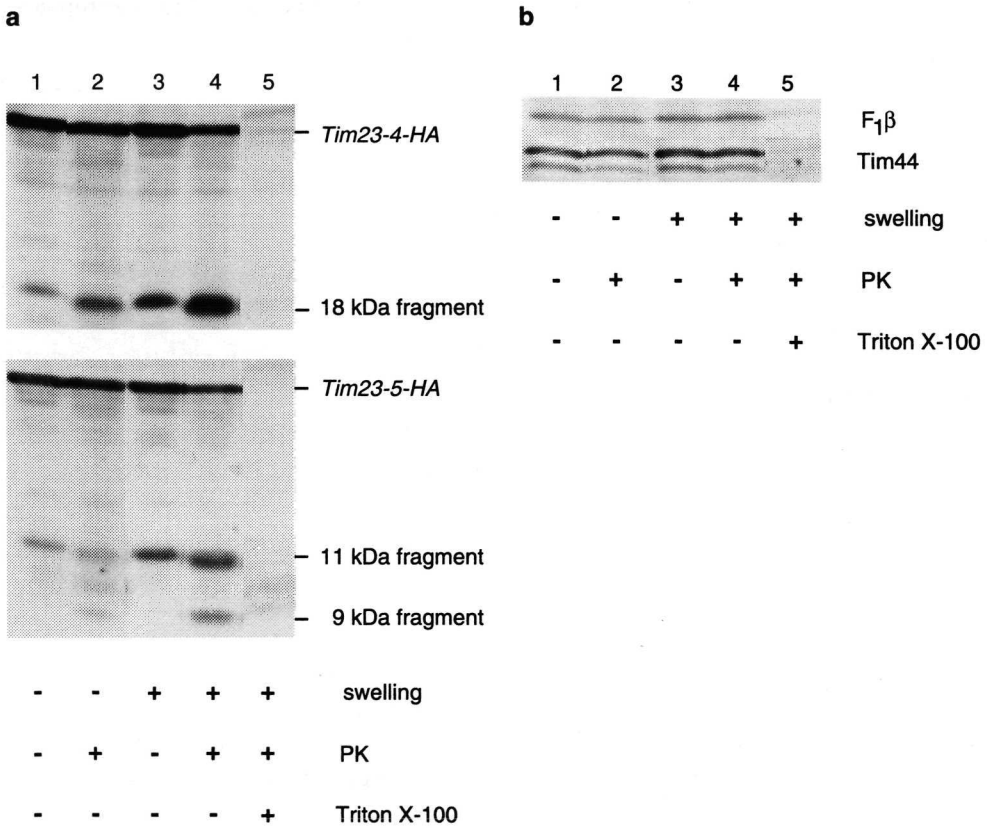 a
1 2 3 4 5
Tim23-4-HA
18 kDa fragment
Tim23-5-HA
11 kDa fragment
9 kDa fragment
- - + + + swelling
- + - + + PK
- - - - + Triton X-100
b
1 2 3 4 5
F1β
Tim44
- - + + + swelling
- + - + + PK
- - - - + Triton X-100